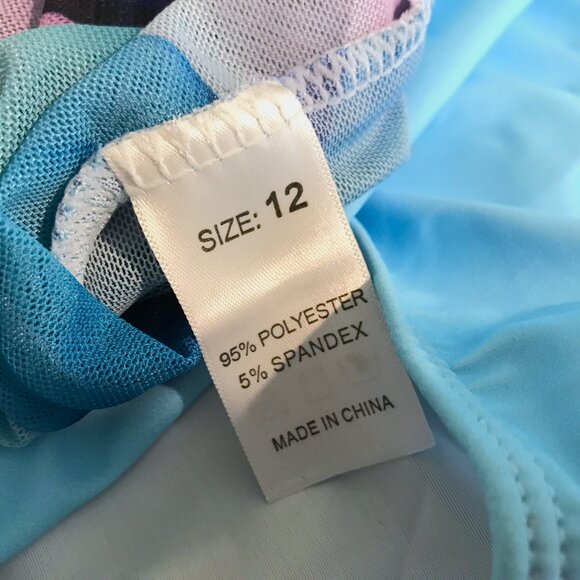 SIZE: 12
95% POLYESTER
5% SPANDEX
MADE IN CHINA